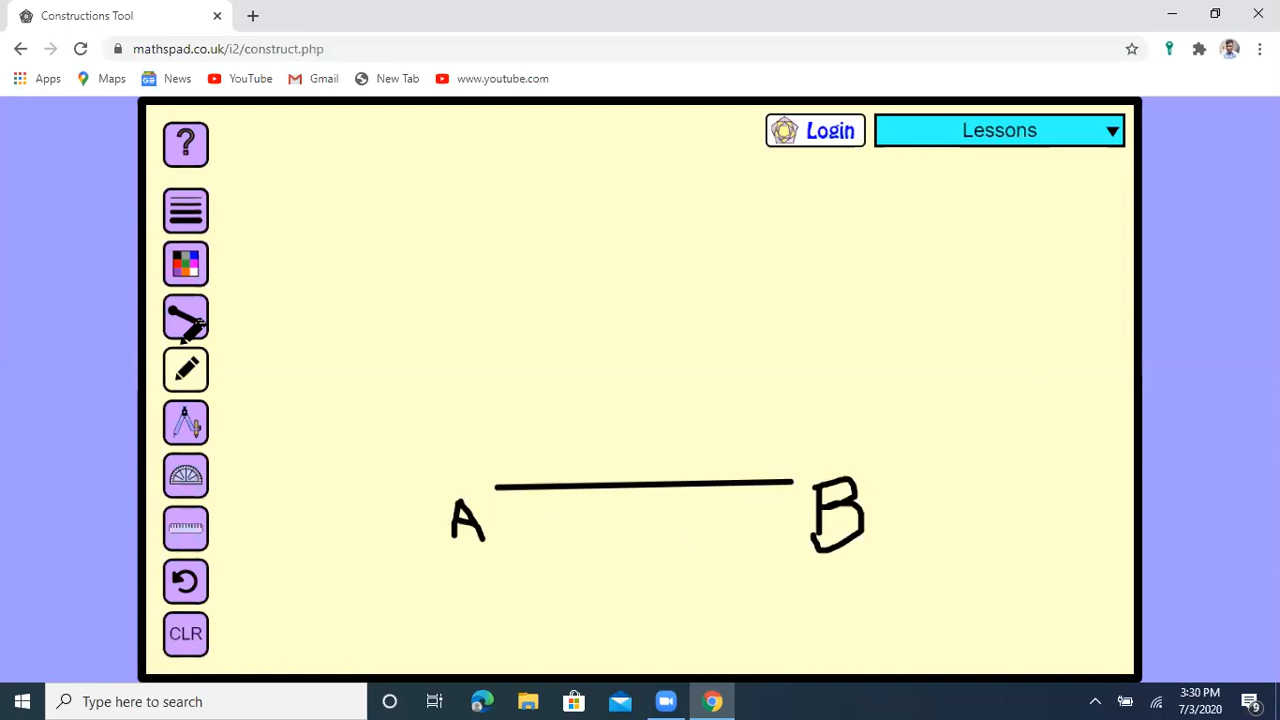 Constructions Tool
mathspad.co.uk/i2/construct.php
Apps Maps News YouTube Gmail New Tab www.youtube.com
?
Login Lessons
A B
CLR
Type here to search
3:30 PM
7/3/2020
9